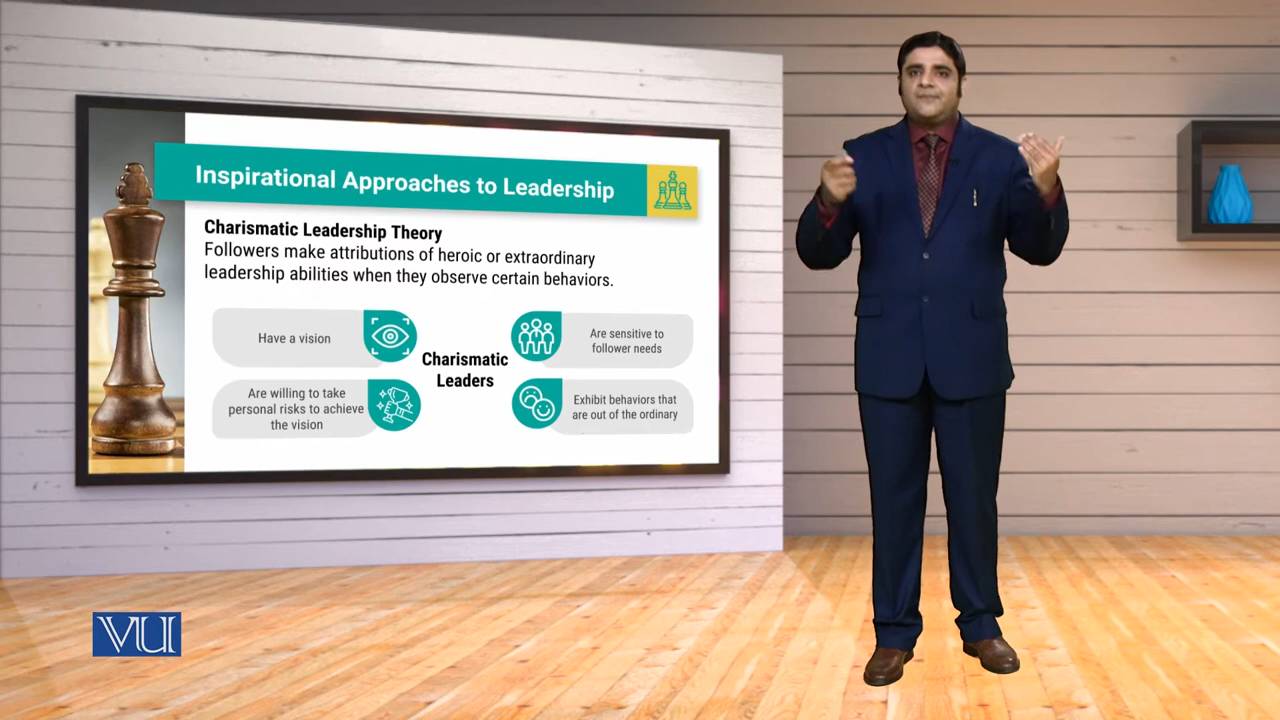 Inspirational Approaches to Leadership
Charismatic Leadership Theory
Followers make attributions of heroic or extraordinary
leadership abilities when they observe certain behaviors.
Have a vision
Are willing to take
personal risks to achieve
the vision
Charismatic
Leaders
Are sensitive to
follower needs
Exhibit behaviors that
are out of the ordinary
VU